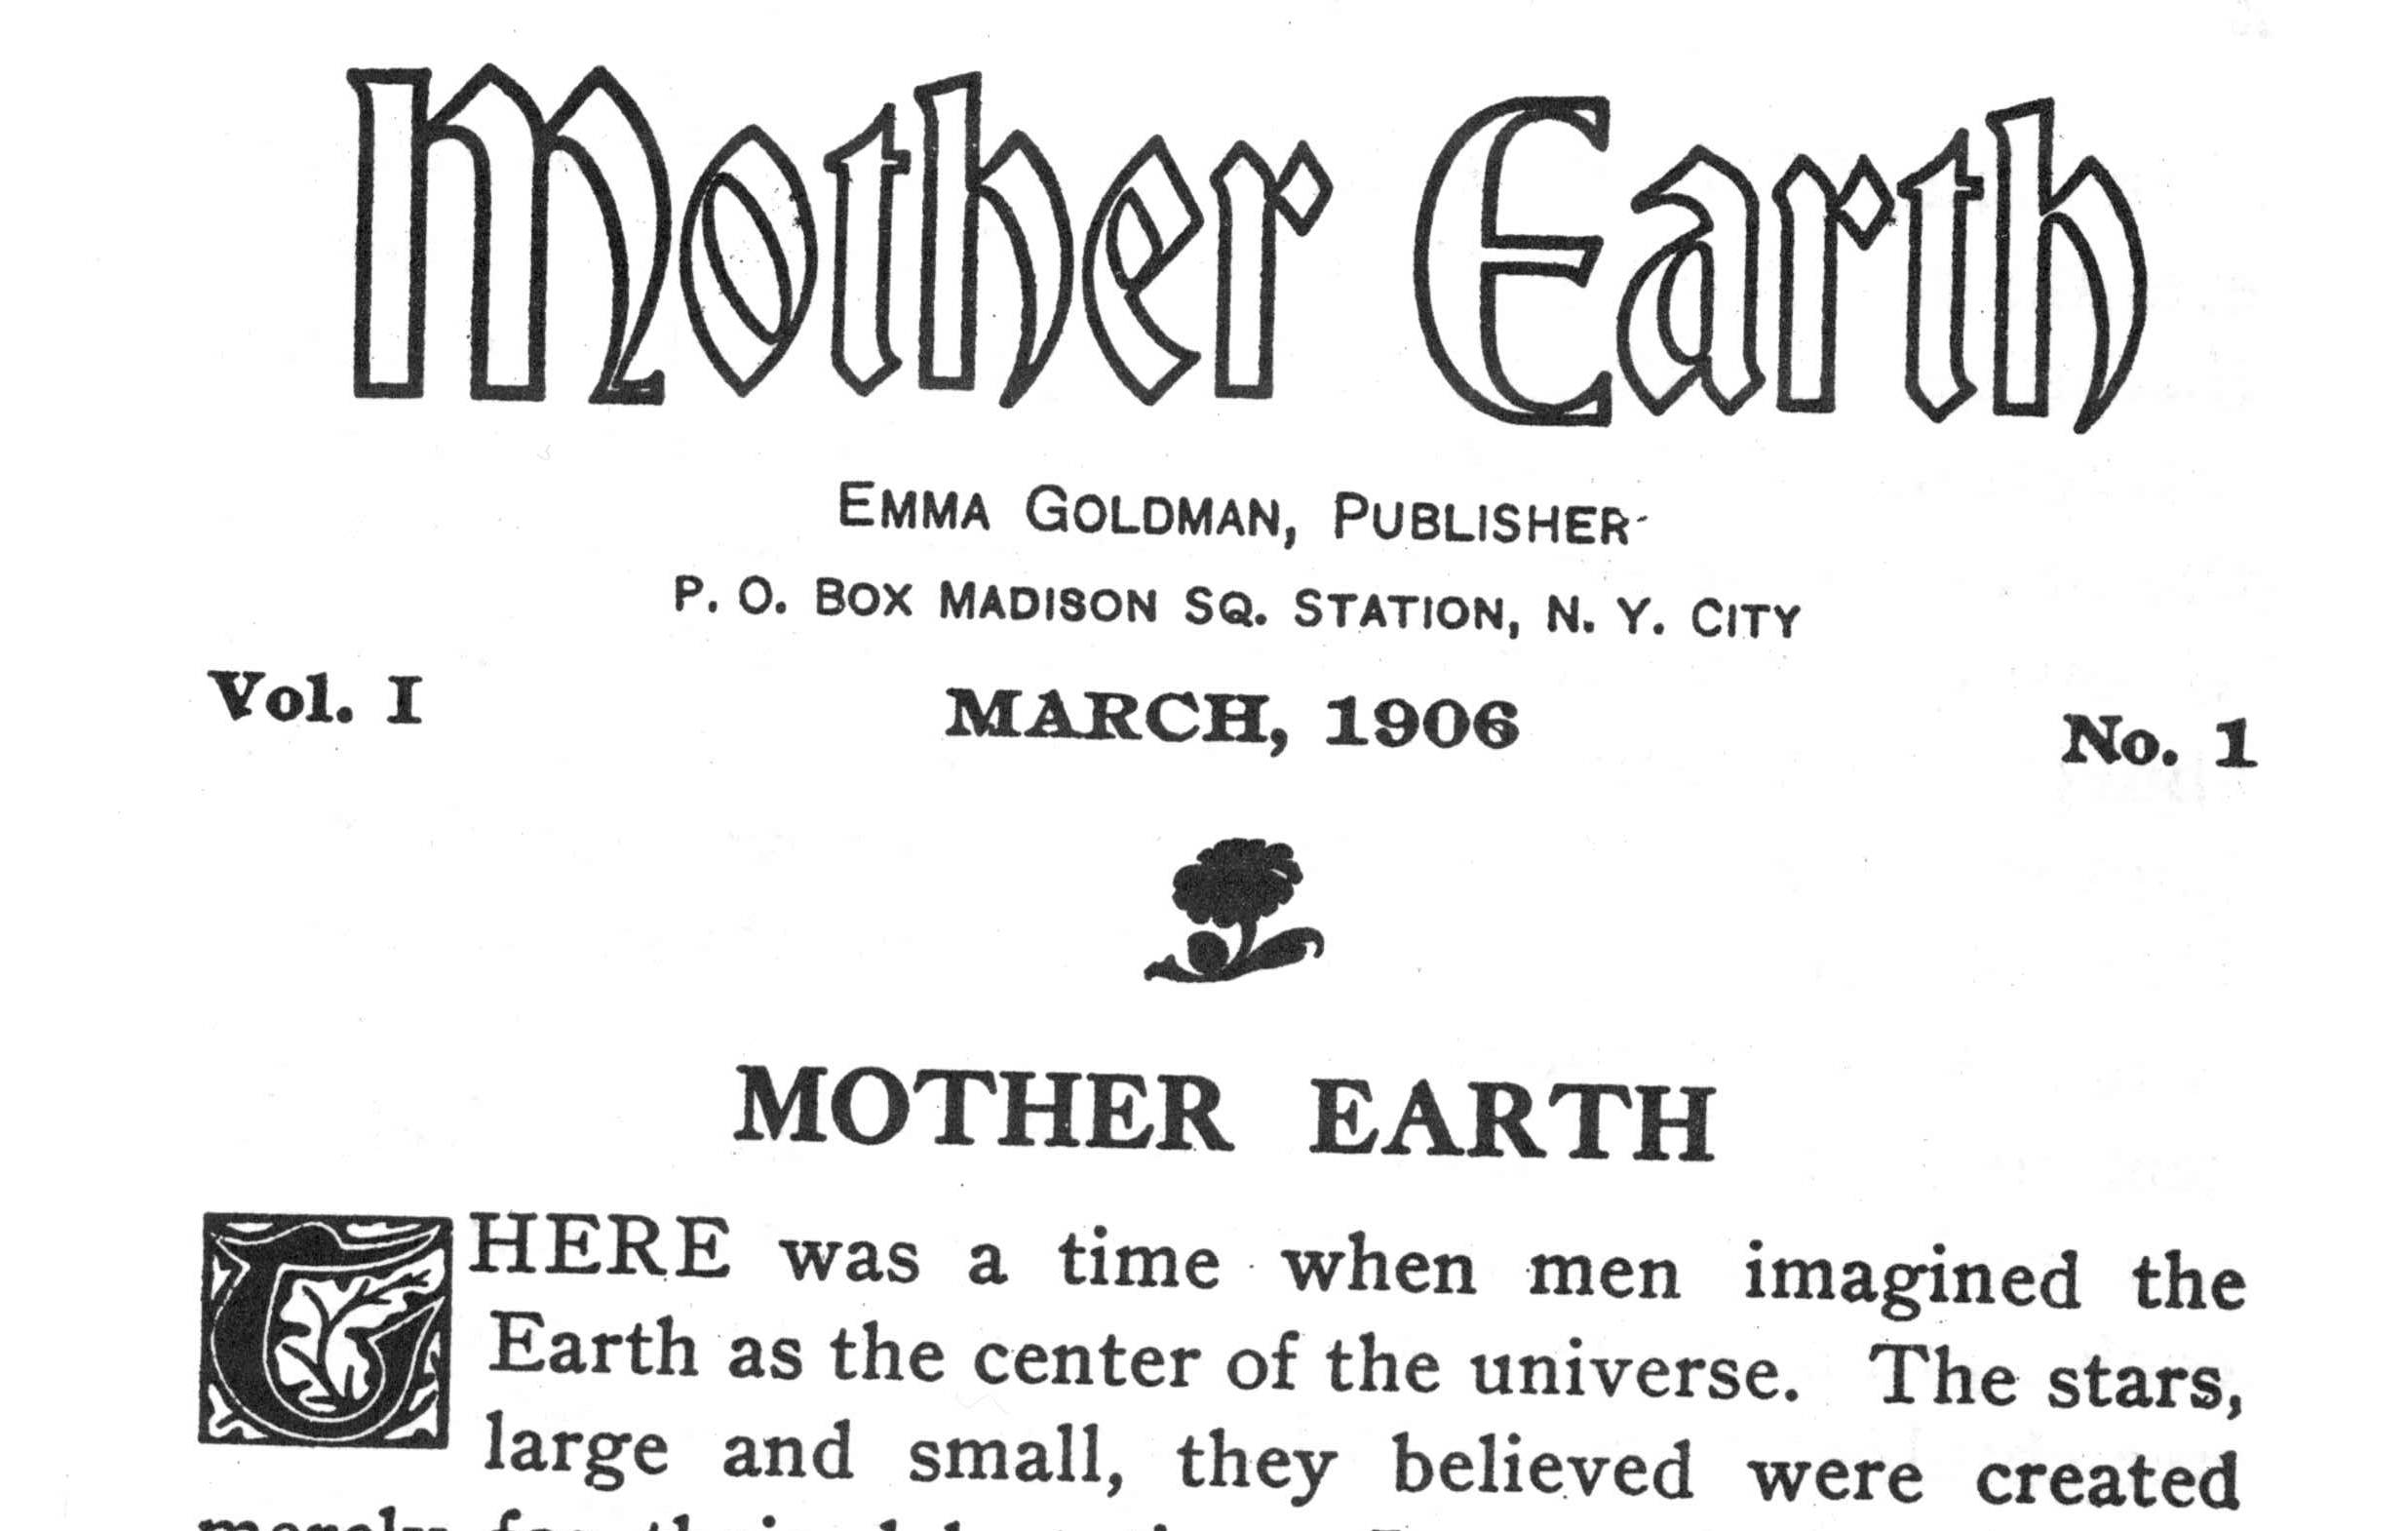 Mother Earth
EMMA GOLDMAN, PUBLISHER
P. O. BOX MADISON SQ. STATION, N. Y. CITY
Vol. I MARCH, 1906 No. 1
MOTHER EARTH
THERE was a time when men imagined the
Earth as the center of the universe. The stars,
large and small, they believed were created